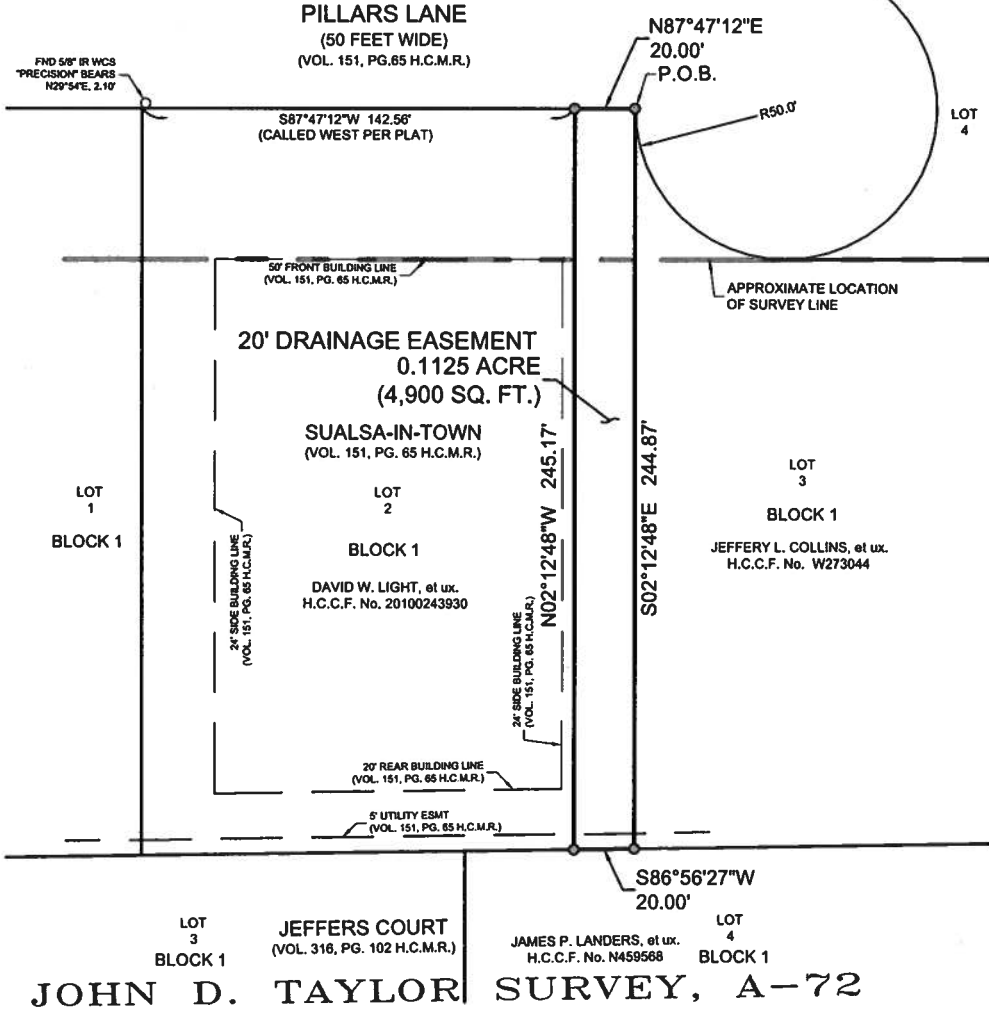 PILLARS LANE
(50 FEET WIDE)
(VOL. 151, PG.65 H.C.M.R.)
N87°47'12"E
20.00'
P.O.B.
FND 5/8" IR WCS
"PRECISION" BEARS
N29°54'E, 2.10'
S87°47'12"W 142.56'
(CALLED WEST PER PLAT)
R50.0'
LOT
4
50' FRONT BUILDING LINE
(VOL. 151, PG. 65 H.C.M.R.)
APPROXIMATE LOCATION
OF SURVEY LINE
20' DRAINAGE EASEMENT
0.1125 ACRE
(4,900 SQ. FT.)
SUALSA-IN-TOWN
(VOL. 151, PG. 65 H.C.M.R.)
LOT
1
BLOCK 1
LOT
2
BLOCK 1
DAVID W. LIGHT, et ux.
H.C.C.F. No. 20100243930
24' SIDE BUILDING LINE
(VOL. 151, PG. 65 H.C.M.R.)
N02°12'48"W 245.17'
S02°12'48"E 244.87'
24' SIDE BUILDING LINE
(VOL. 151, PG. 65 H.C.M.R.)
LOT
3
BLOCK 1
JEFFERY L. COLLINS, et ux.
H.C.C.F. No. W273044
20' REAR BUILDING LINE
(VOL. 151, PG. 65 H.C.M.R.)
5' UTILITY ESMT
(VOL. 151, PG. 65 H.C.M.R.)
S86°56'27"W
20.00'
LOT
3
BLOCK 1
JEFFERS COURT
(VOL. 316, PG. 102 H.C.M.R.)
JAMES P. LANDERS, et ux.
H.C.C.F. No. N459568
LOT
4
BLOCK 1
JOHN D. TAYLOR SURVEY, A-72